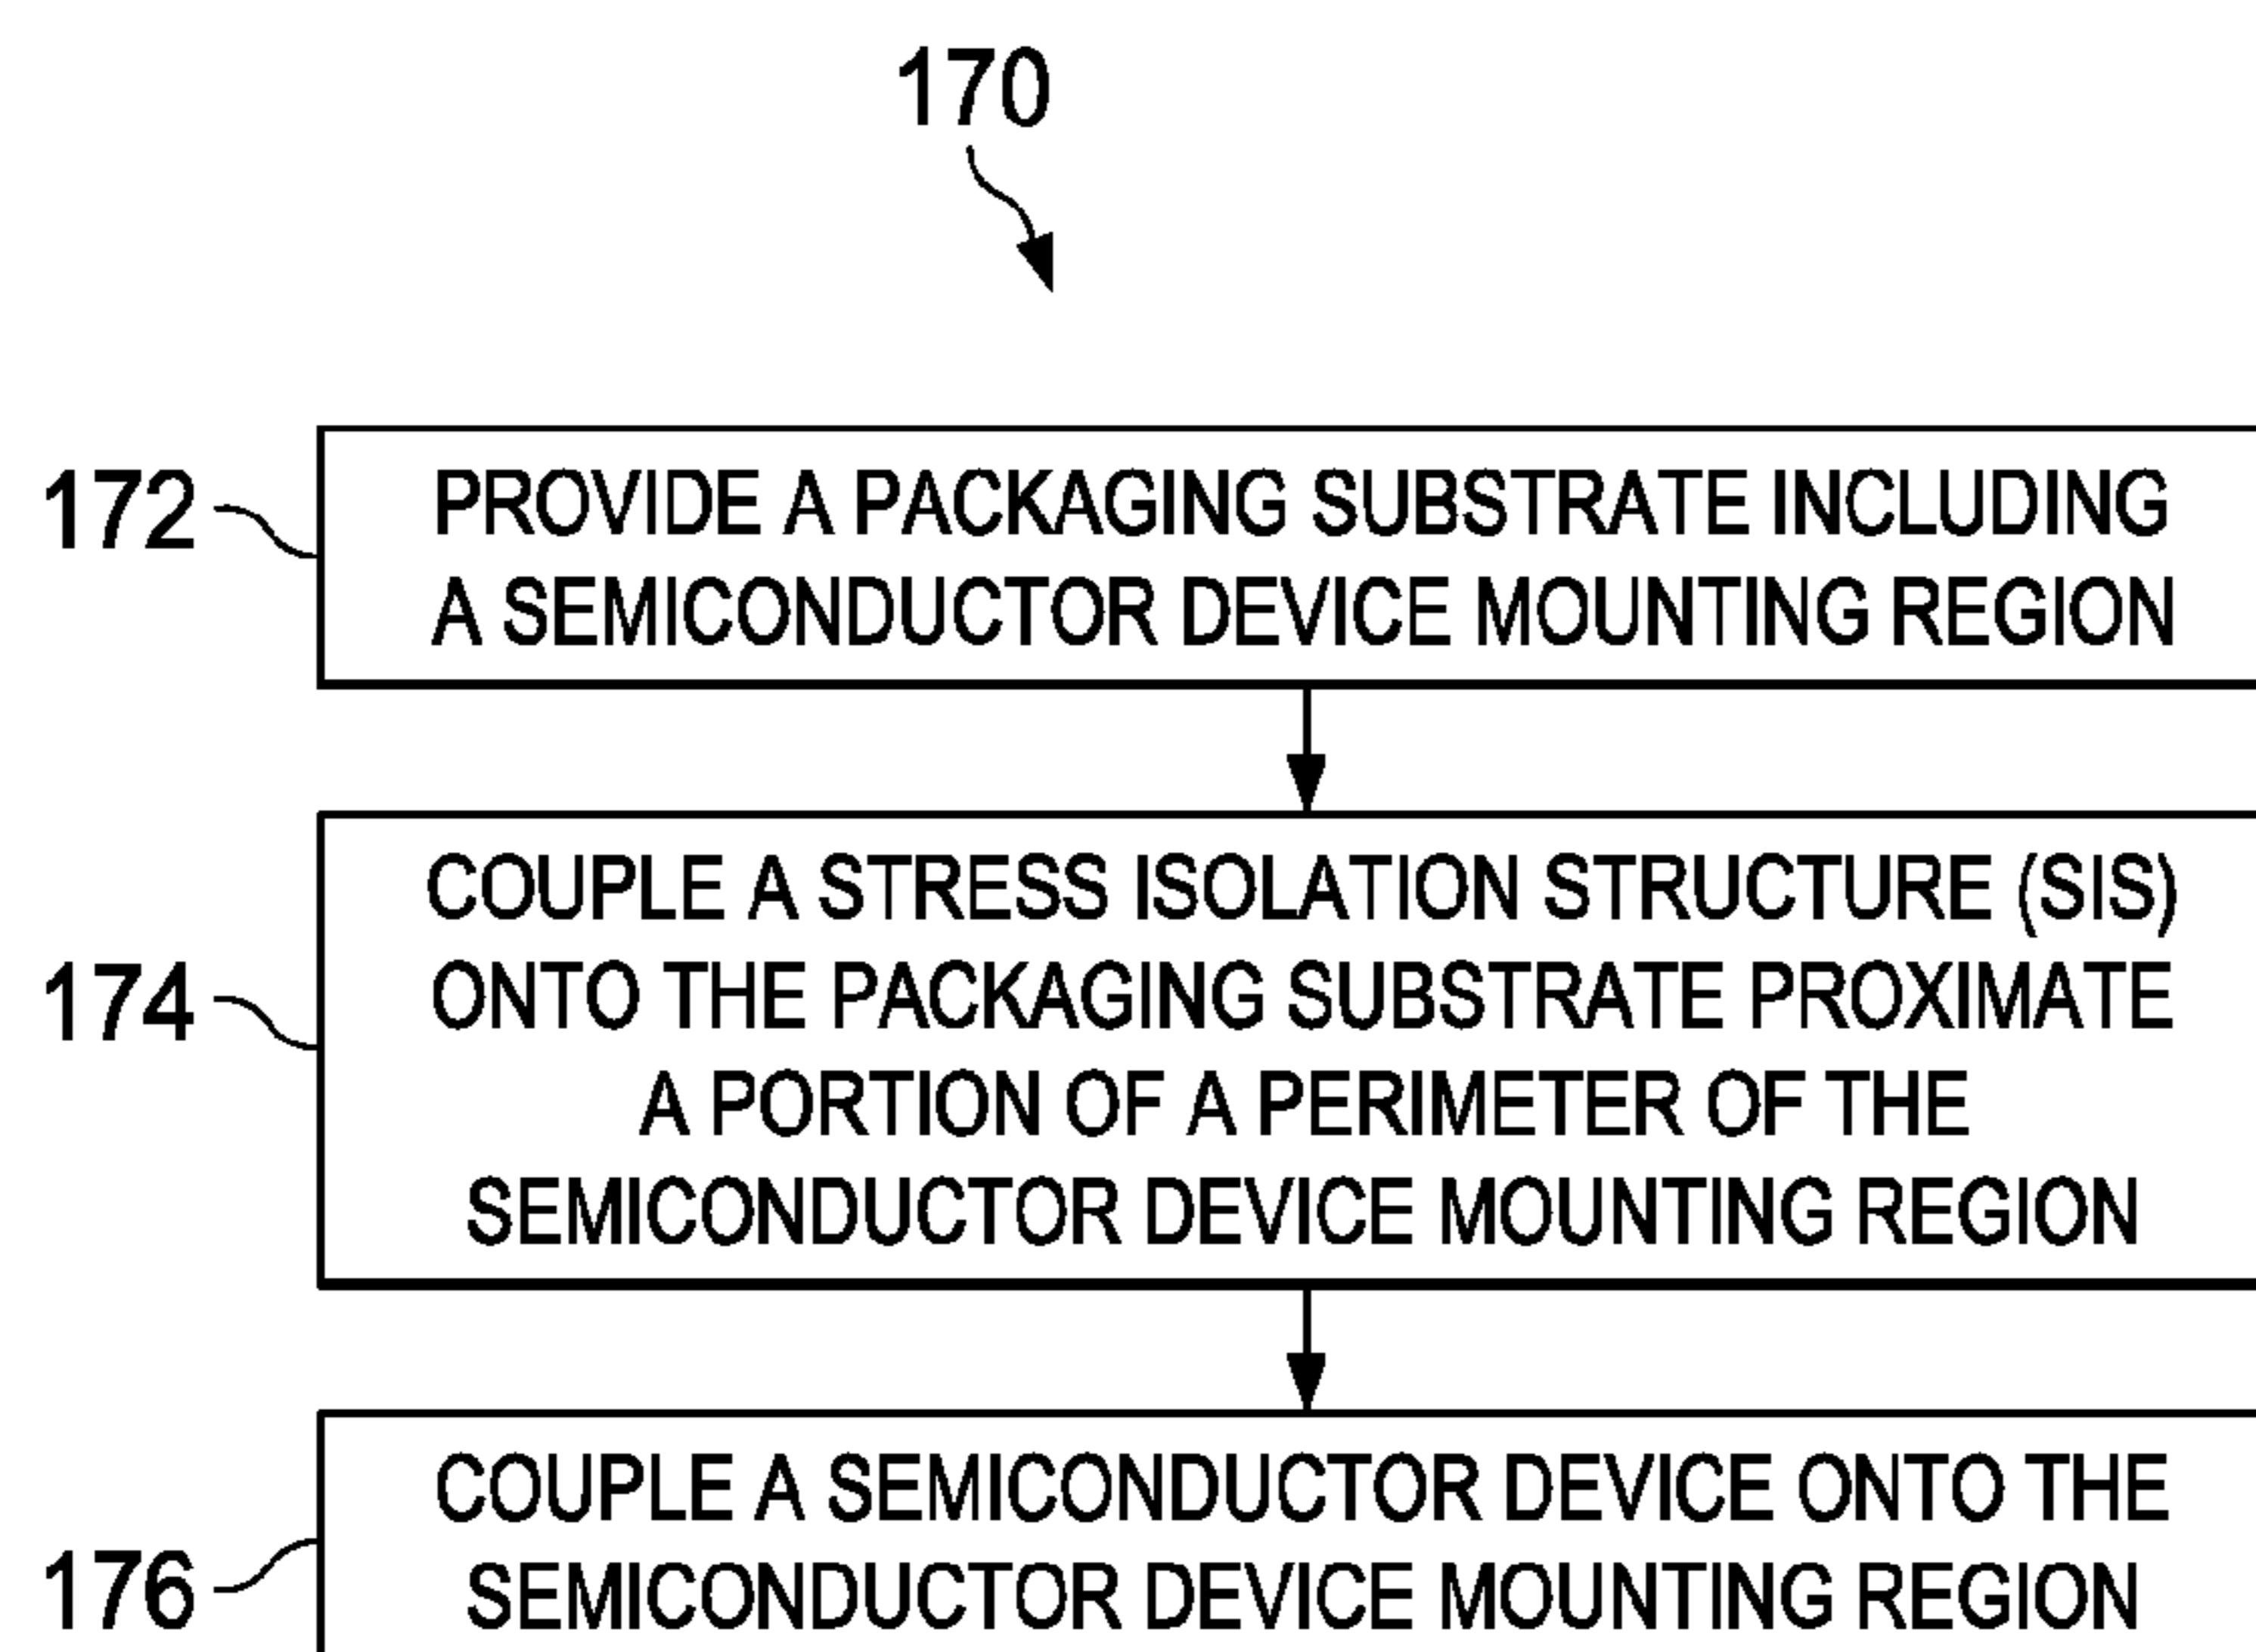 170
172
PROVIDE A PACKAGING SUBSTRATE INCLUDING
A SEMICONDUCTOR DEVICE MOUNTING REGION
174
COUPLE A STRESS ISOLATION STRUCTURE (SIS)
ONTO THE PACKAGING SUBSTRATE PROXIMATE
A PORTION OF A PERIMETER OF THE
SEMICONDUCTOR DEVICE MOUNTING REGION
176
COUPLE A SEMICONDUCTOR DEVICE ONTO THE
SEMICONDUCTOR DEVICE MOUNTING REGION